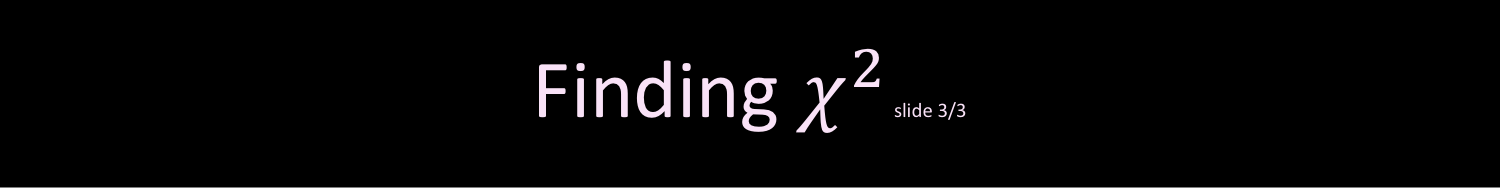 Finding 𝜒² slide 3/3